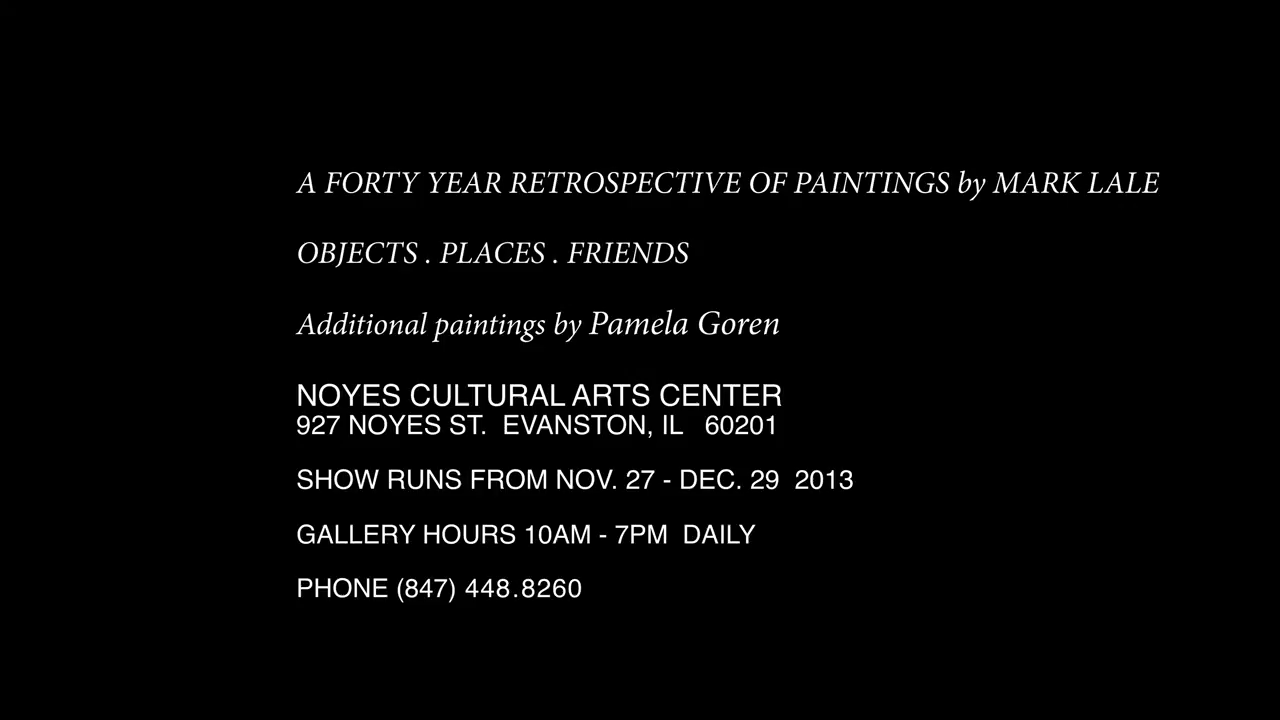 A FORTY YEAR RETROSPECTIVE OF PAINTINGS by MARK LALE
OBJECTS . PLACES . FRIENDS
Additional paintings by Pamela Goren
NOYES CULTURAL ARTS CENTER
927 NOYES ST.  EVANSTON, IL   60201
SHOW RUNS FROM NOV. 27 - DEC. 29  2013
GALLERY HOURS 10AM - 7PM  DAILY
PHONE (847) 448.8260